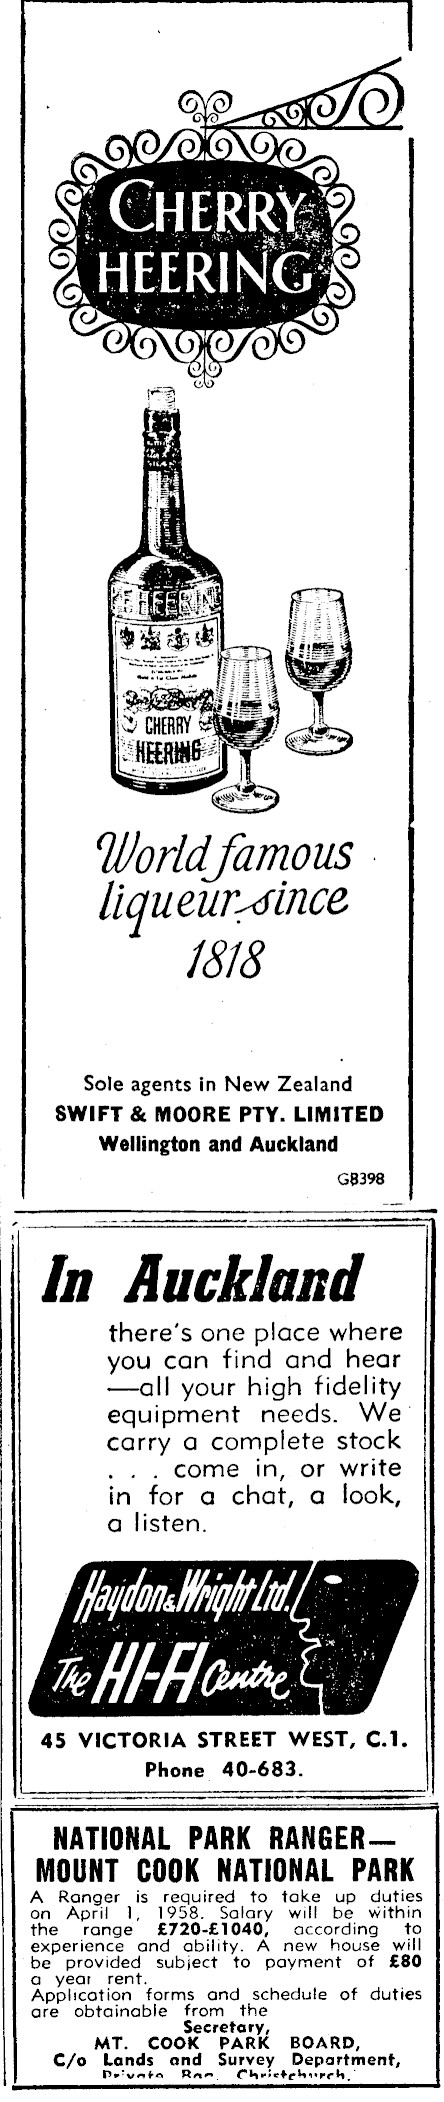 CHERRY
HEERING
CHERRY
HEERING
World famous
liqueur since
1818
Sole agents in New Zealand
SWIFT & MOORE PTY. LIMITED
Wellington and Auckland
GB398
In Auckland
there's one place where
you can find and hear
—all your high fidelity
equipment needs. We
carry a complete stock
. . . come in, or write
in for a chat, a look,
a listen.
Haydon & Wright Ltd.
The HI-FI Centre
45 VICTORIA STREET WEST, C.1.
Phone 40-683.
NATIONAL PARK RANGER—
MOUNT COOK NATIONAL PARK
A Ranger is required to take up duties
on April 1, 1958. Salary will be within
the range £720-£1040, according to
experience and ability. A new house will
be provided subject to payment of £80
a year rent.
Application forms and schedule of duties
are obtainable from the
Secretary,
MT. COOK PARK BOARD,
C/o Lands and Survey Department,
Private Bag, Christchurch.